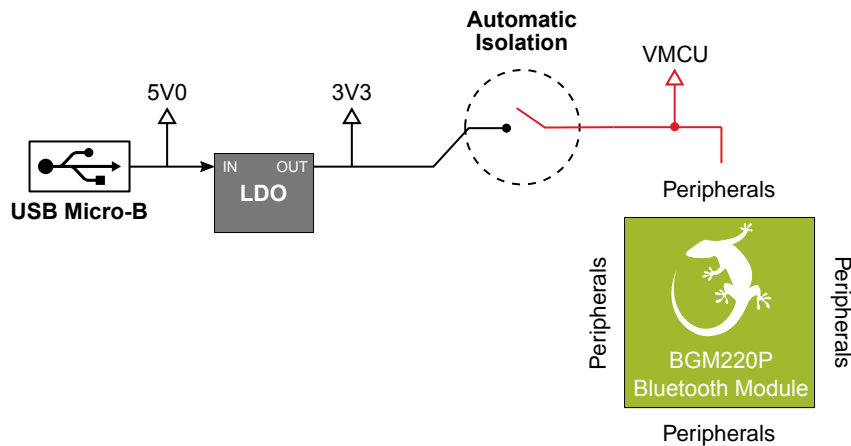 Automatic
Isolation
VMCU
5V0
3V3
IN OUT
LDO
USB Micro-B
Peripherals
Peripherals
Peripherals
BGM220P
Bluetooth Module
Peripherals